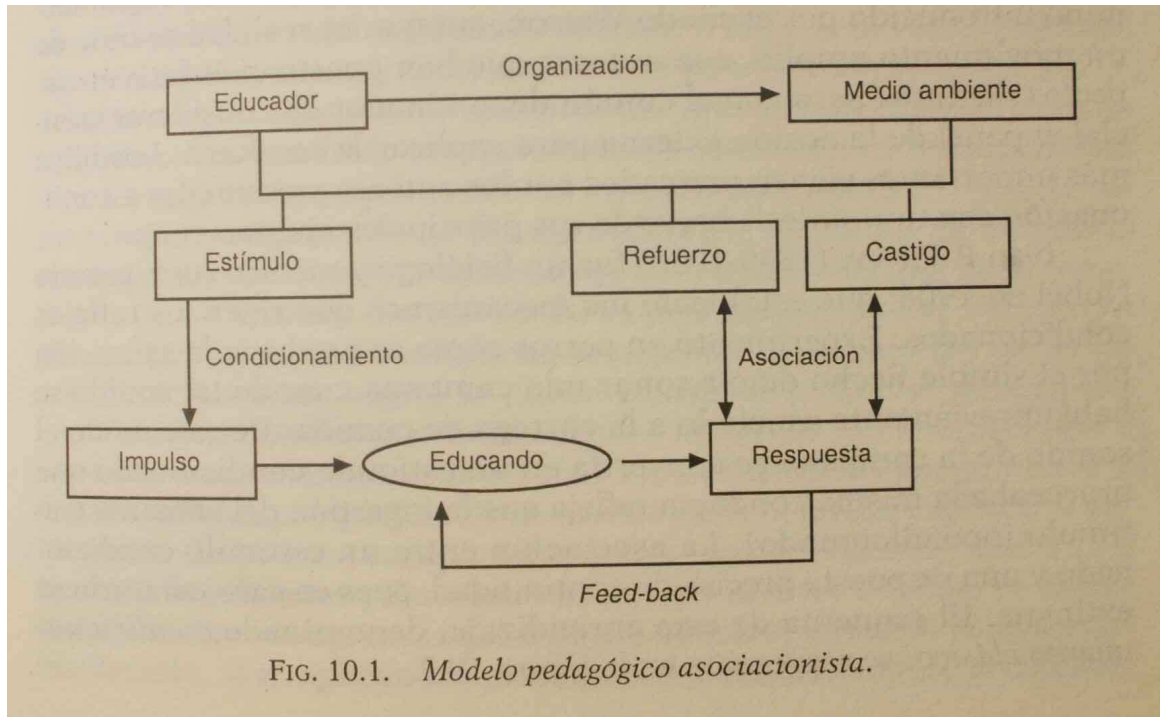 Organización
Educador
Medio ambiente
Estímulo
Refuerzo
Castigo
Condicionamiento
Asociación
Impulso
Educando
Respuesta
Feed-back
FIG. 10.1. Modelo pedagógico asociacionista.